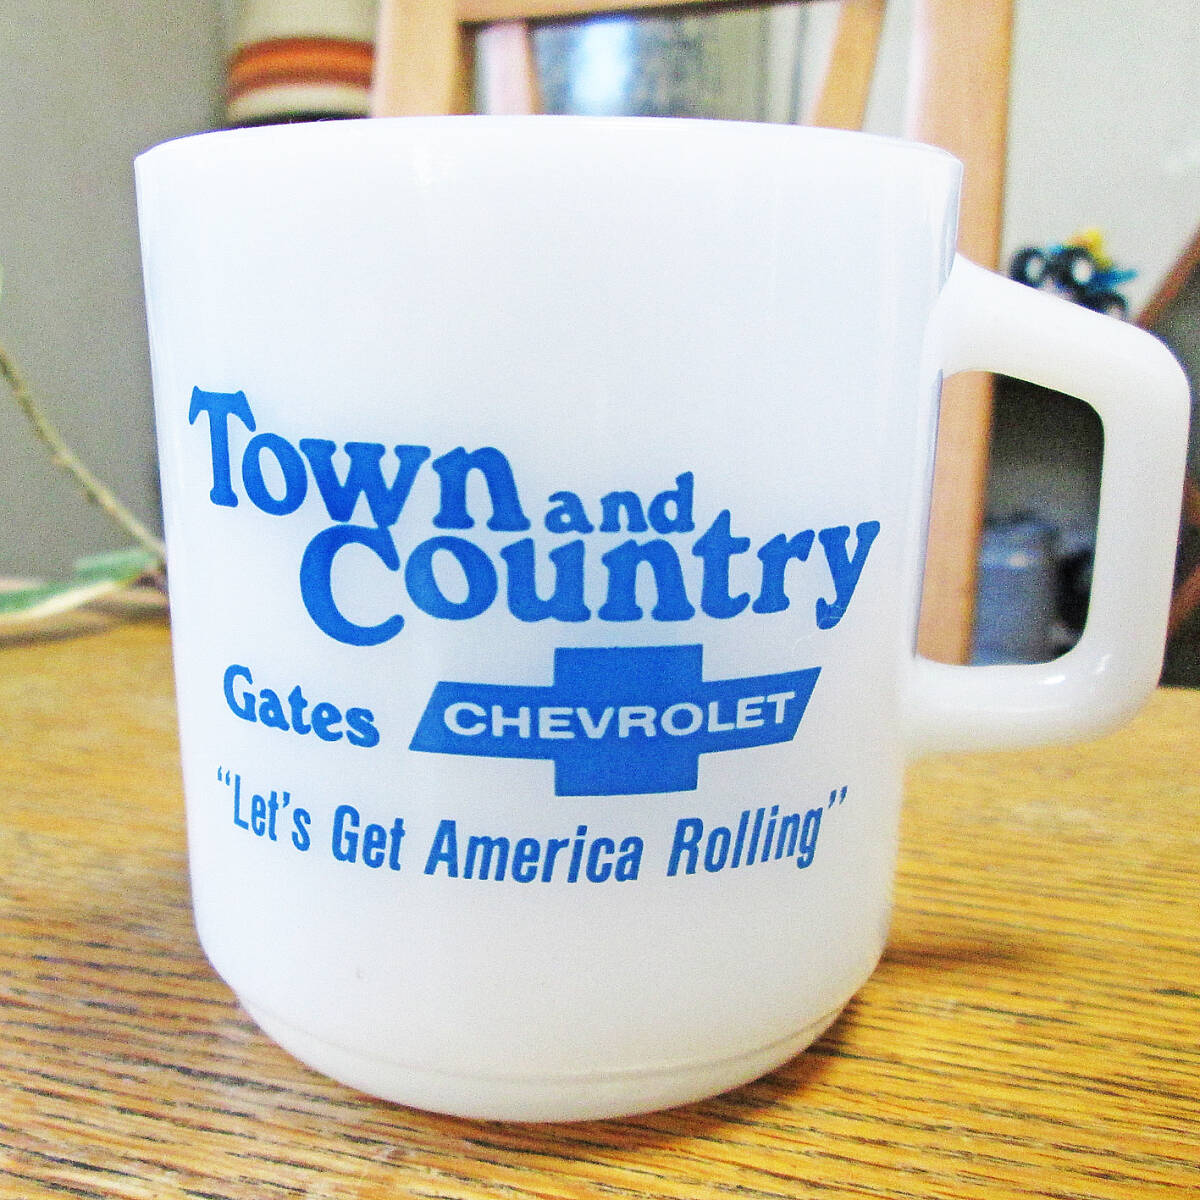 Town and
Country
Gates CHEVROLET
“Let's Get America Rolling”